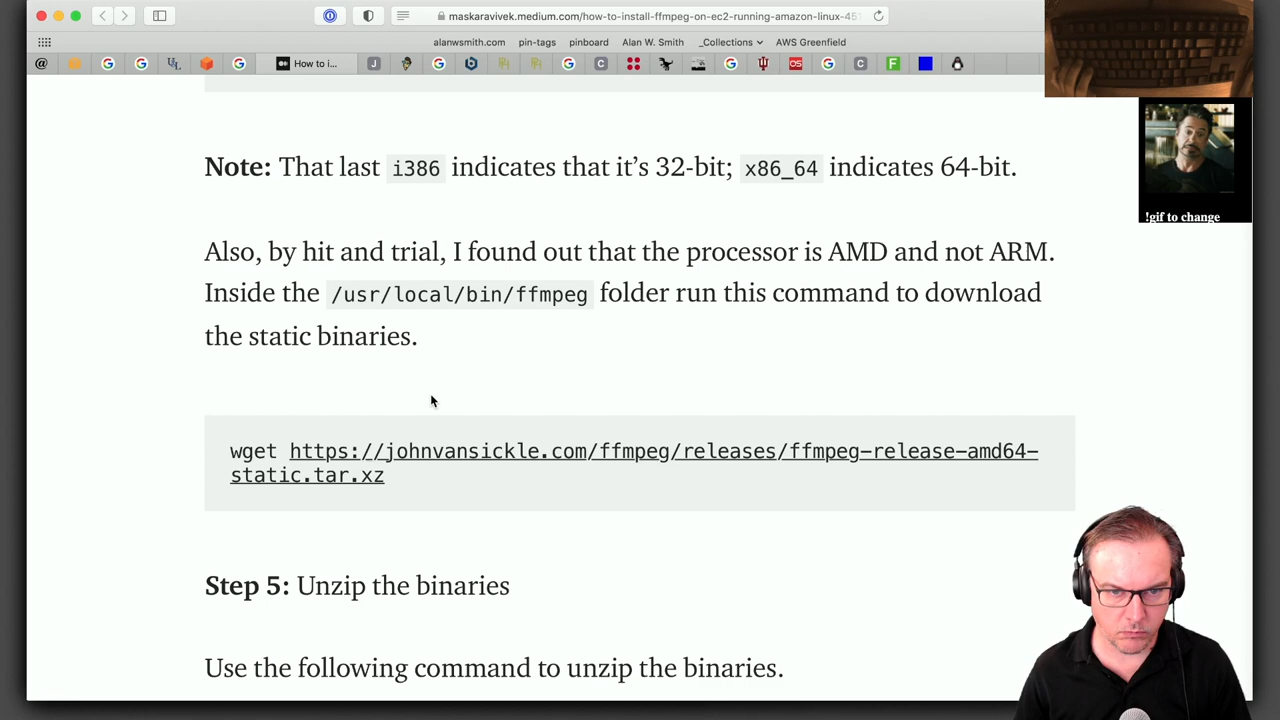 maskaravivek.medium.com/how-to-install-ffmpeg-on-ec2-running-amazon-linux-451
alanwsmith.com pin-tags pinboard Alan W. Smith _Collections AWS Greenfield
How to i...
Note: That last i386 indicates that it’s 32-bit; x86_64 indicates 64-bit.
Also, by hit and trial, I found out that the processor is AMD and not ARM.
Inside the /usr/local/bin/ffmpeg folder run this command to download
the static binaries.
wget https://johnvansickle.com/ffmpeg/releases/ffmpeg-release-amd64-
static.tar.xz
Step 5: Unzip the binaries
Use the following command to unzip the binaries.
!gif to change